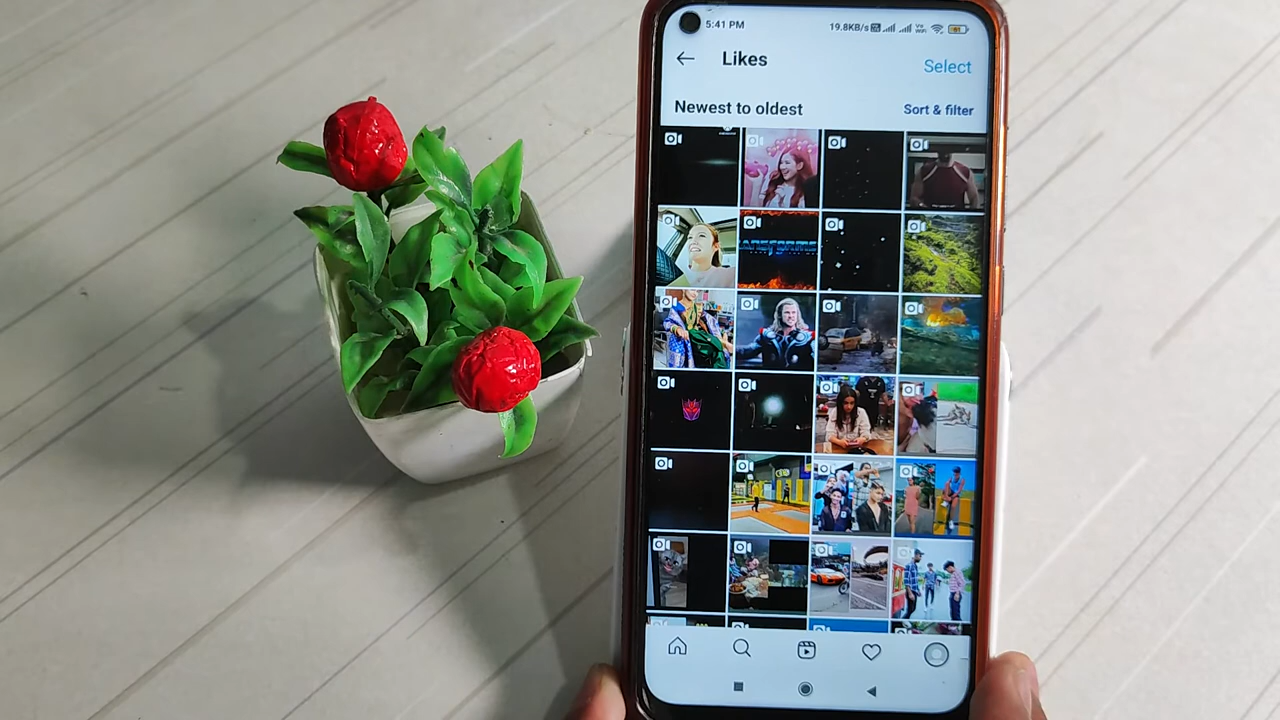 5:41 PM 19.8KB/s
Likes
Select
Newest to oldest
Sort & filter